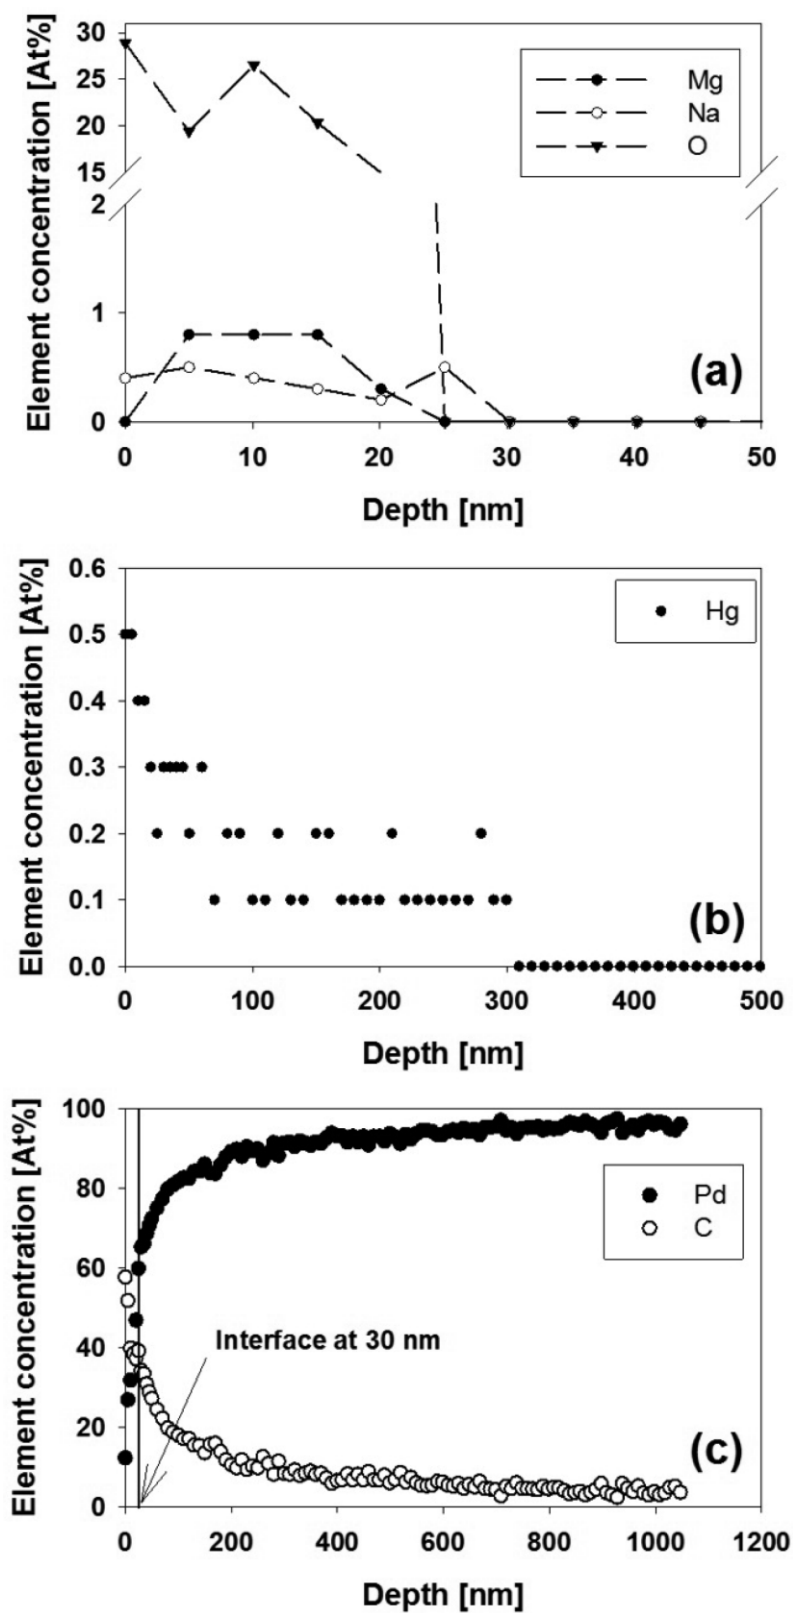 Element concentration [At%]
30
25
20
15
2
1
0
Mg
Na
O
(a)
0 10 20 30 40 50
Depth [nm]
Element concentration [At%]
0.6
0.5
0.4
0.3
0.2
0.1
0.0
Hg
(b)
0 100 200 300 400 500
Depth [nm]
Element concentration [At%]
100
80
60
40
20
0
Pd
C
Interface at 30 nm
(c)
0 200 400 600 800 1000 1200
Depth [nm]